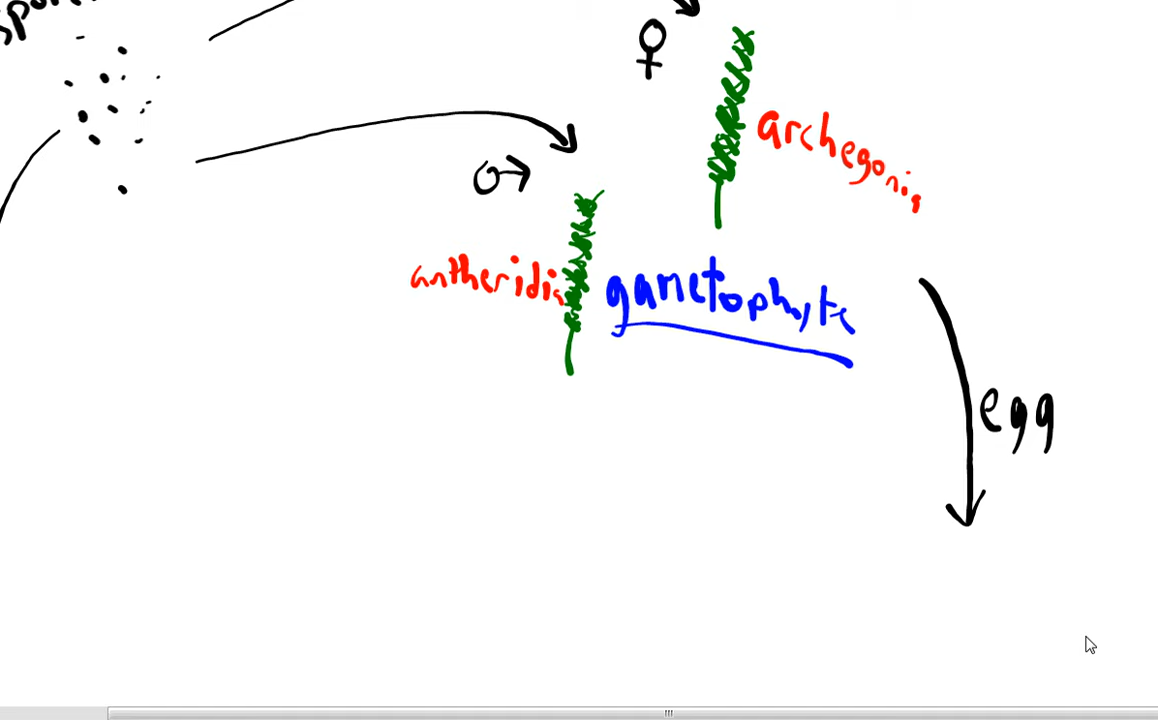 ♀
archegonia
antheridia
gametophyte
egg